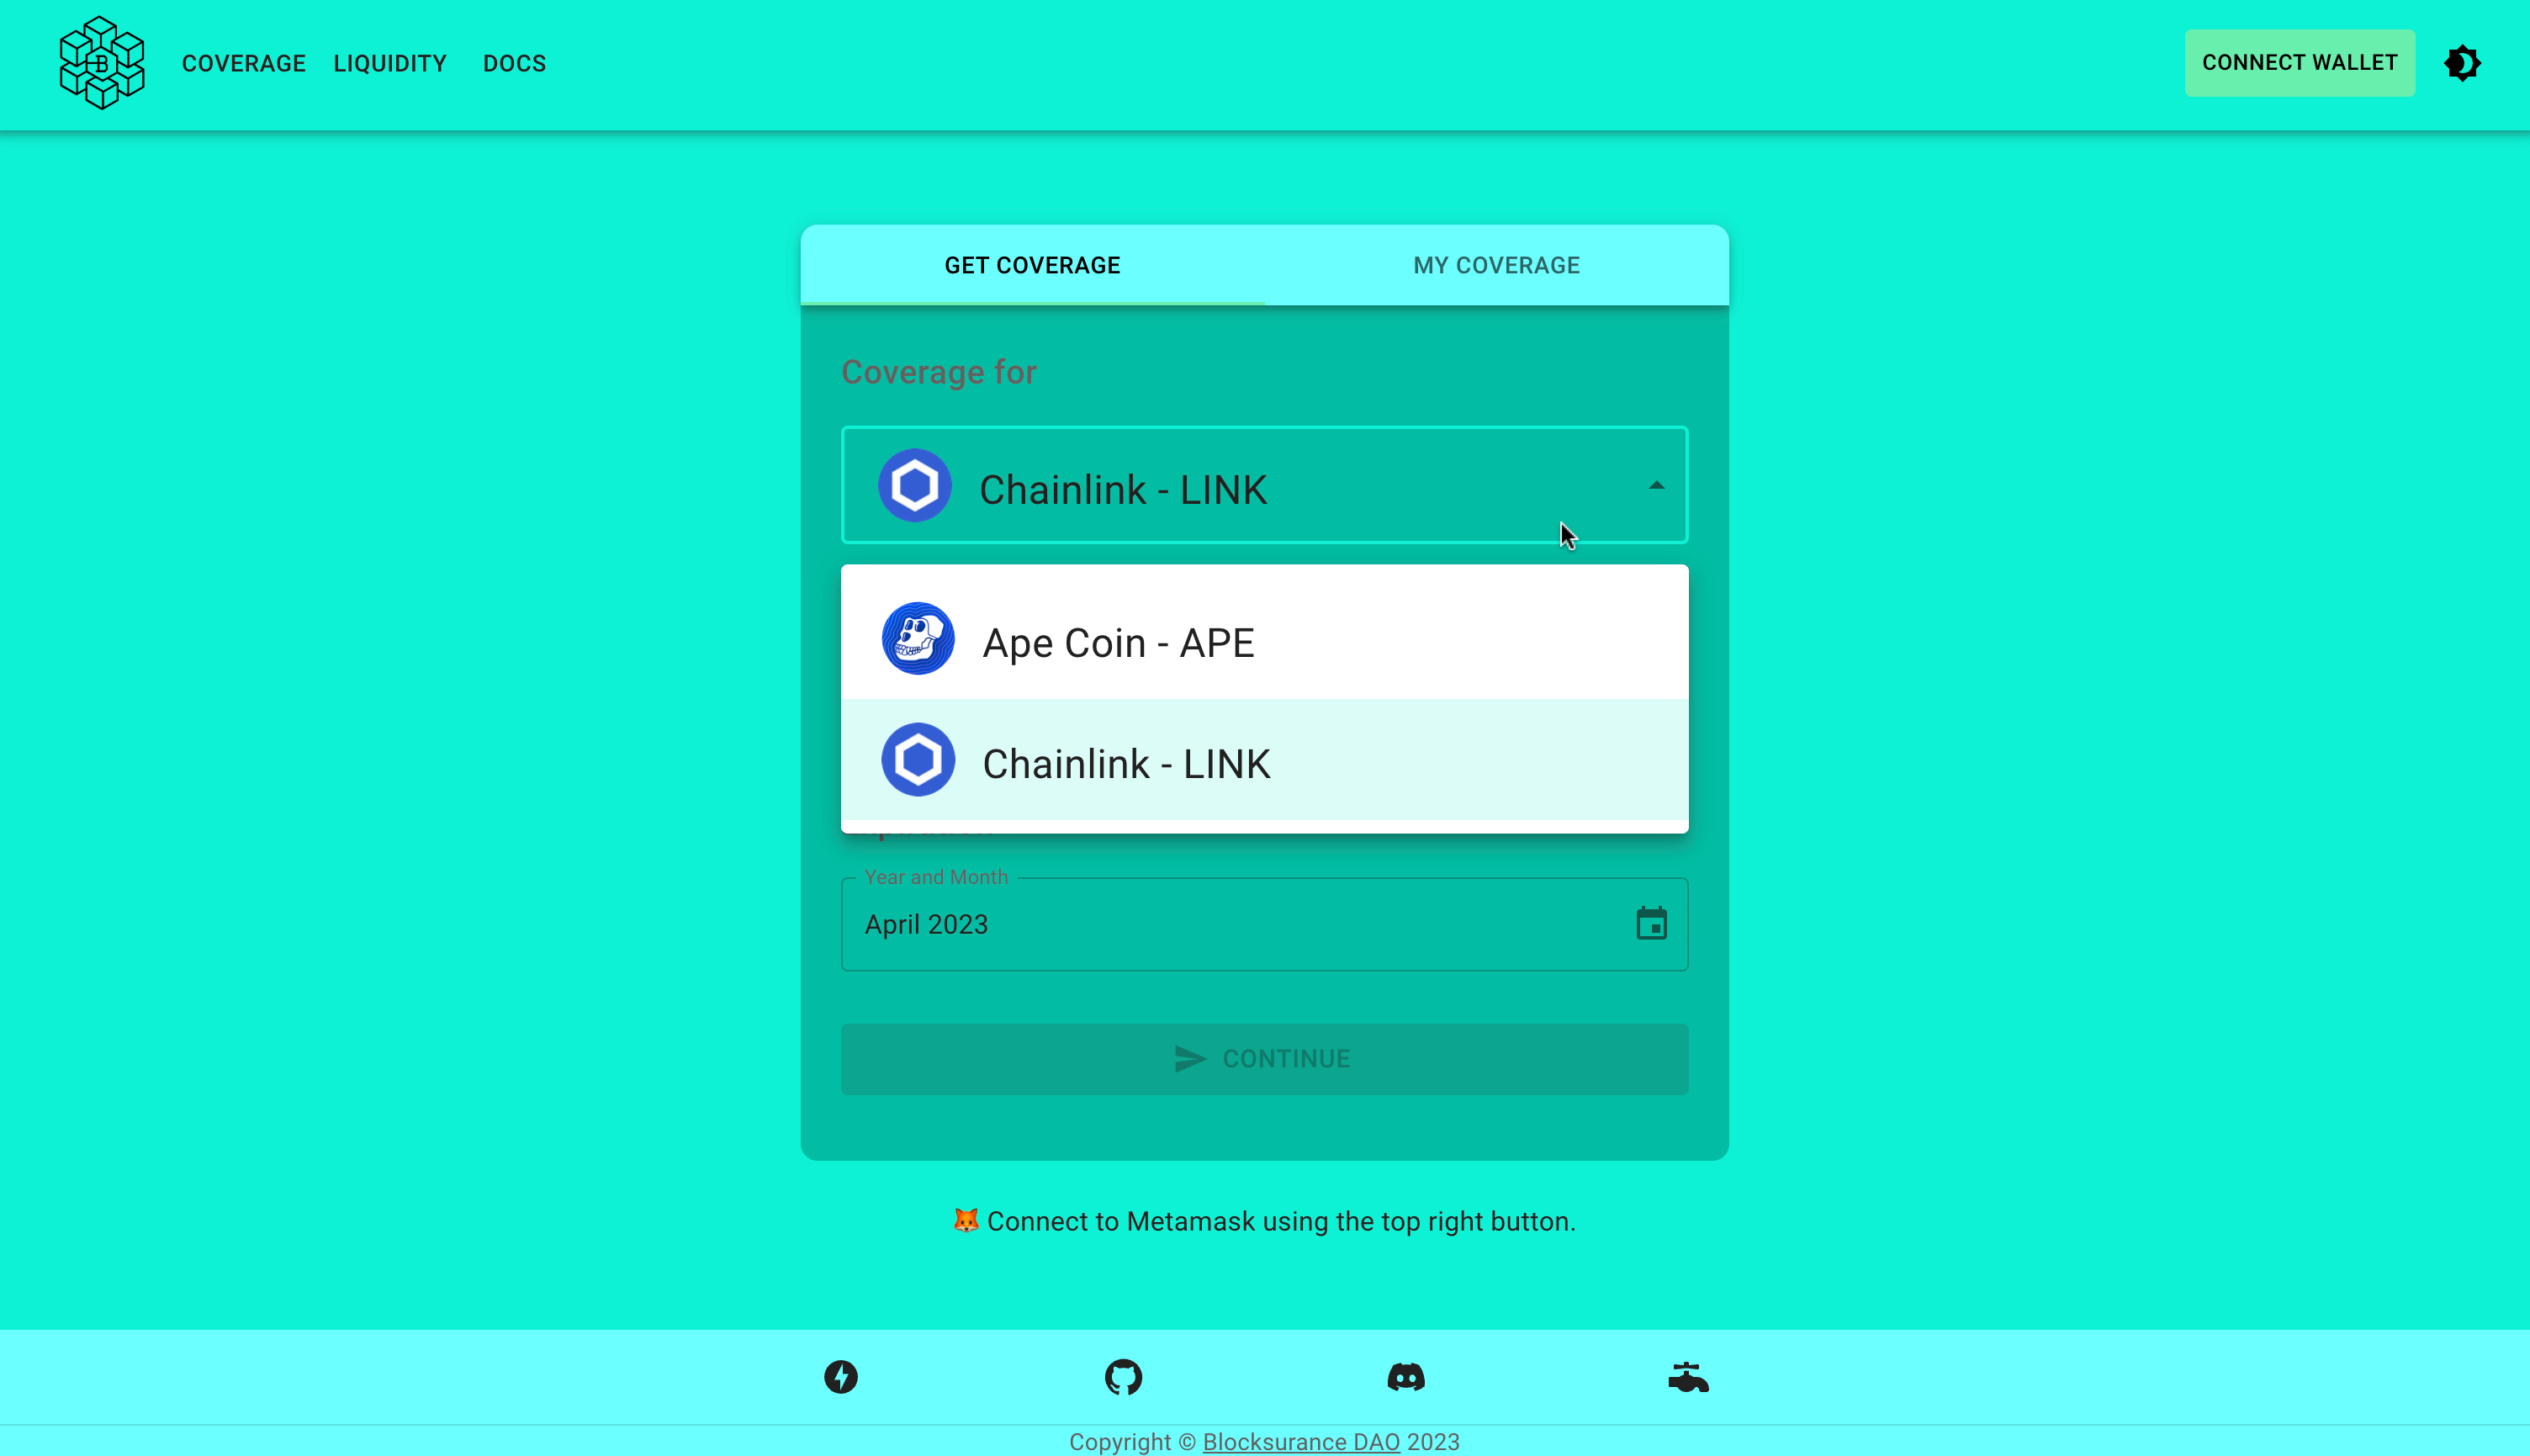 COVERAGE LIQUIDITY DOCS CONNECT WALLET
GET COVERAGE MY COVERAGE
Coverage for
Chainlink - LINK
Ape Coin - APE
Chainlink - LINK
Year and Month
April 2023
CONTINUE
🦊 Connect to Metamask using the top right button.
Copyright © Blocksurance DAO 2023